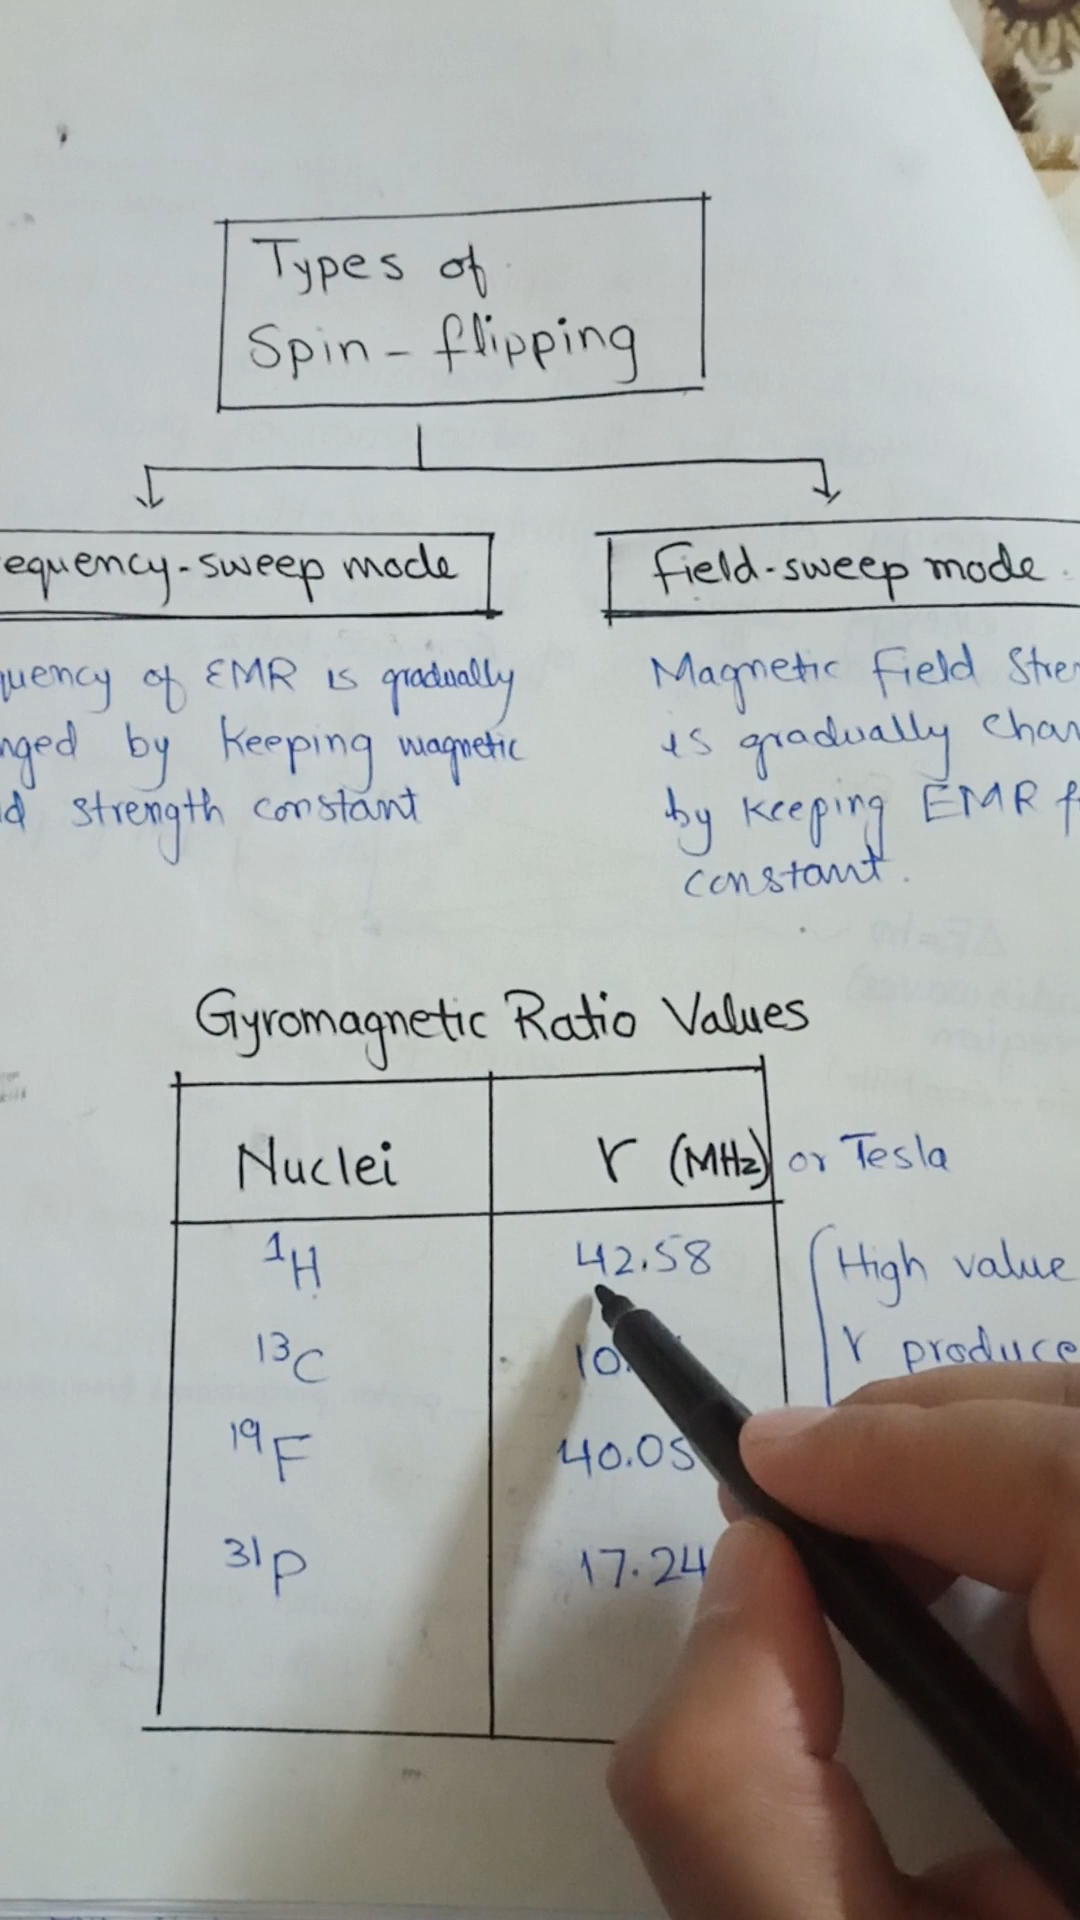 Types of
Spin - flipping
equency-sweep mode
Field-sweep mode
quency of EMR is gradually
nged by keeping magnetic
d strength constant
Magnetic Field Stre
is gradually Chan
by Keeping EMR f
constant.
Gyromagnetic Ratio Values
Nuclei γ (MHz) or Tesla
¹H 42.58
¹³C 10.
¹⁹F 40.05
³¹P 17.24
High value
γ produce